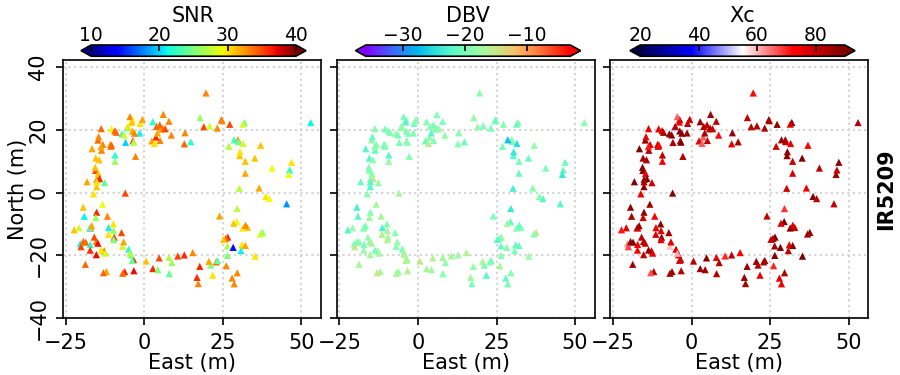 SNR DBV Xc
10 20 30 40 −30 −20 −10 20 40 60 80
40
20
0
−20
−40
North (m)
IR5209
−25 0 25 50 −25 0 25 50 −25 0 25 50
East (m) East (m) East (m)